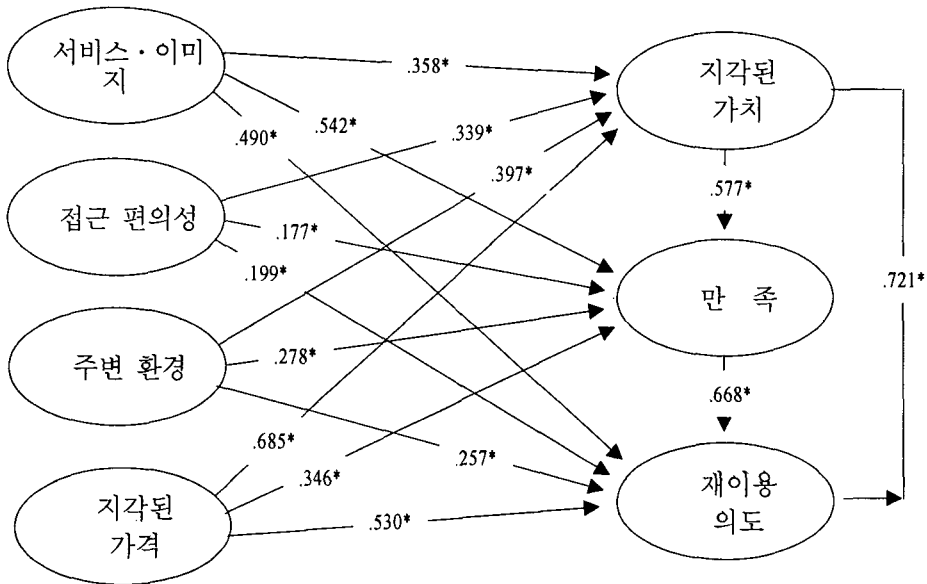 서비스·이미
지
지각된
가치
.358*
.542*
.490*
.339*
.397*
.577*
접근 편의성
.177*
.199*
만 족
.721*
주변 환경
.278*
.668*
.685*
.257*
.346*
지각된
가격
.530*
재이용
의도